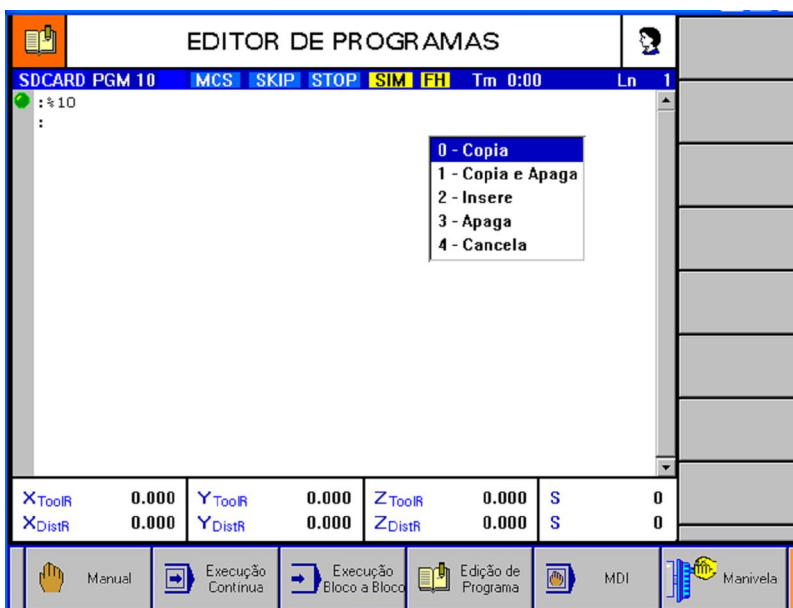 EDITOR DE PROGRAMAS
SDCARD PGM 10 MCS SKIP STOP SIM FH Tm 0:00 Ln 1
:%10
:
0 - Copia
1 - Copia e Apaga
2 - Insere
3 - Apaga
4 - Cancela
XToolR 0.000 YToolR 0.000 ZToolR 0.000 S 0
XDistR 0.000 YDistR 0.000 ZDistR 0.000 S 0
Manual
Execução
Contínua
Execução
Bloco a Bloco
Edição de
Programa
MDI
Manivela